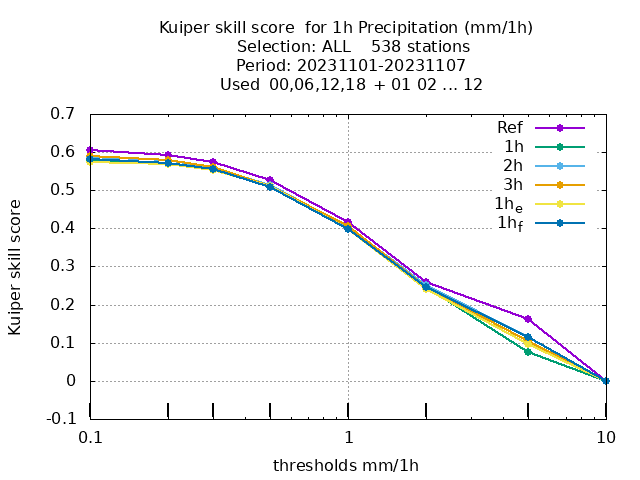 Kuiper skill score  for 1h Precipitation (mm/1h)
Selection: ALL    538 stations
Period: 20231101-20231107
Used  00,06,12,18  + 01 02 ... 12
0.7
0.6
0.5
0.4
0.3
0.2
0.1
0
-0.1
Kuiper skill score
Ref
1h
2h
3h
1h_e
1h_f
0.1 1 10
thresholds mm/1h